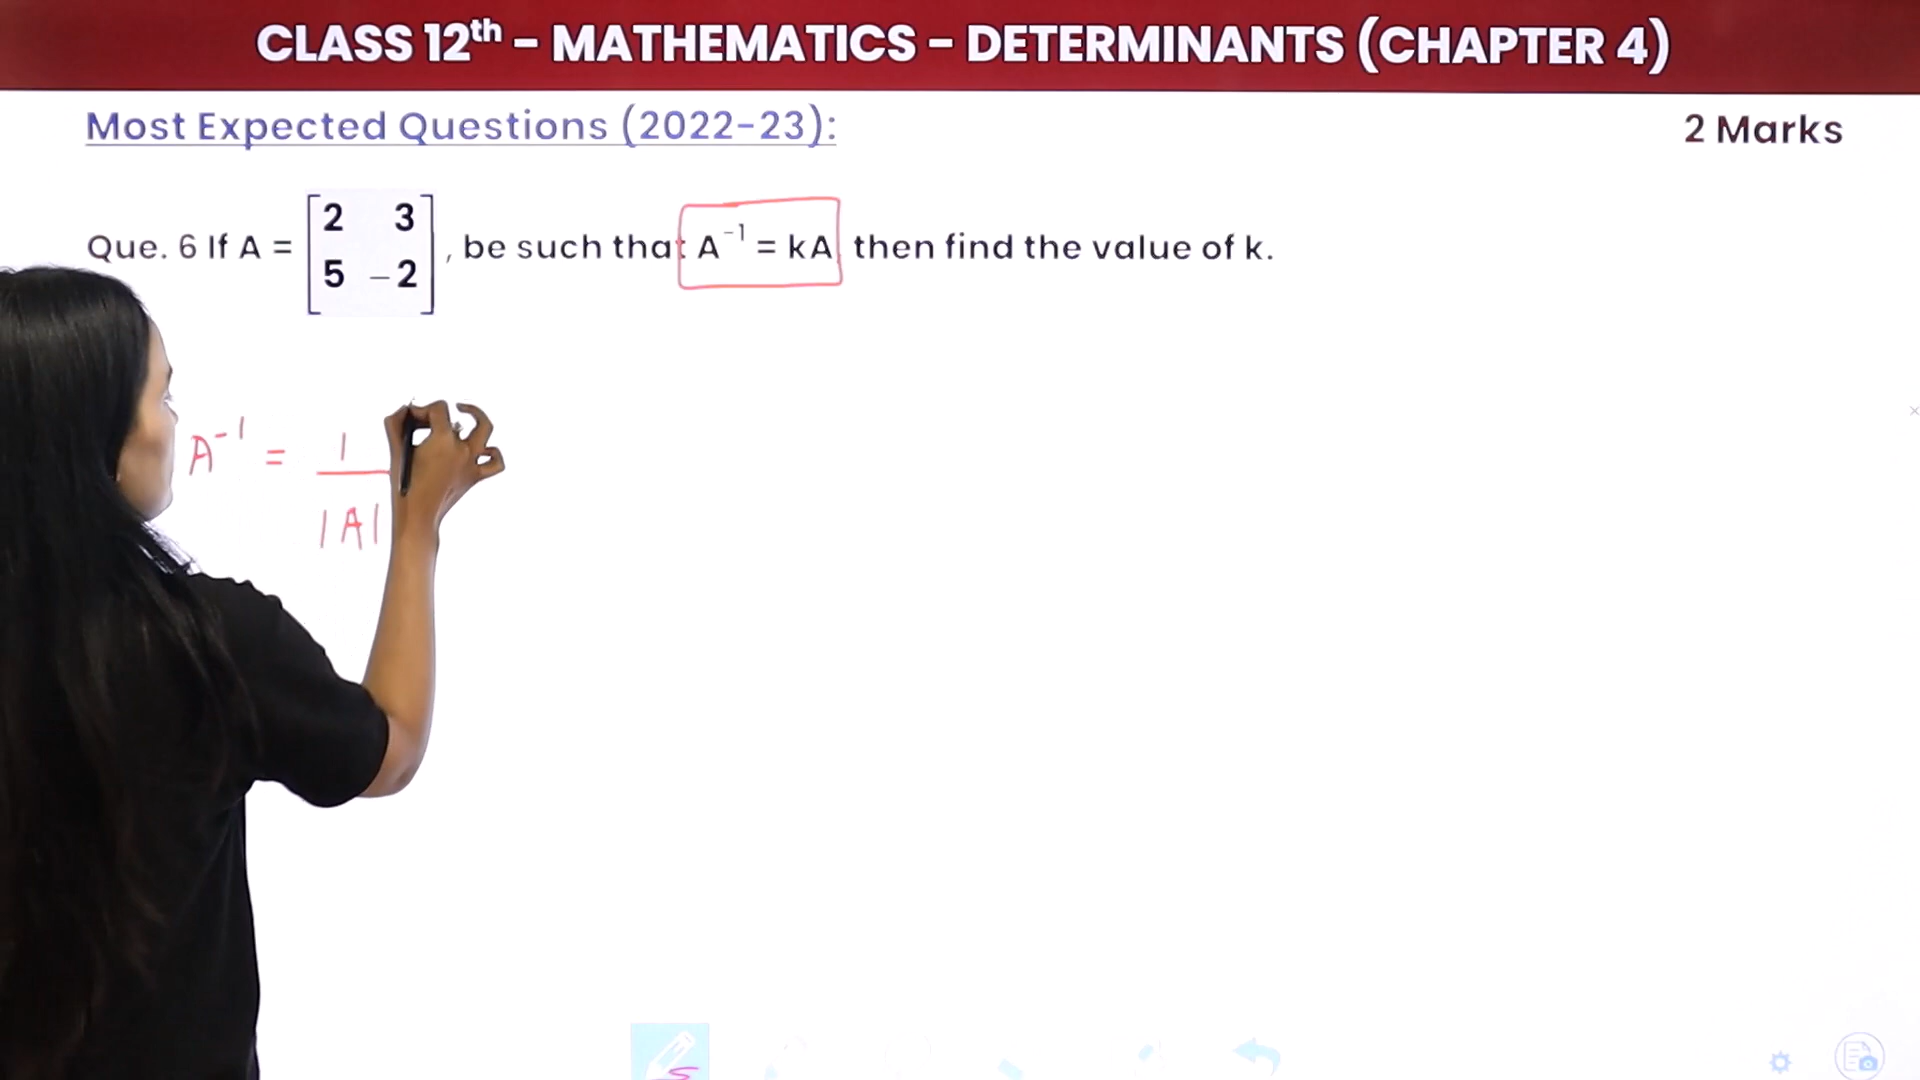 CLASS 12th - MATHEMATICS - DETERMINANTS (CHAPTER 4)
Most Expected Questions (2022-23):
2 Marks
Que. 6 If A = [2 3
5 -2], be such that A⁻¹ = kA then find the value of k.
A⁻¹ = 1
|A|